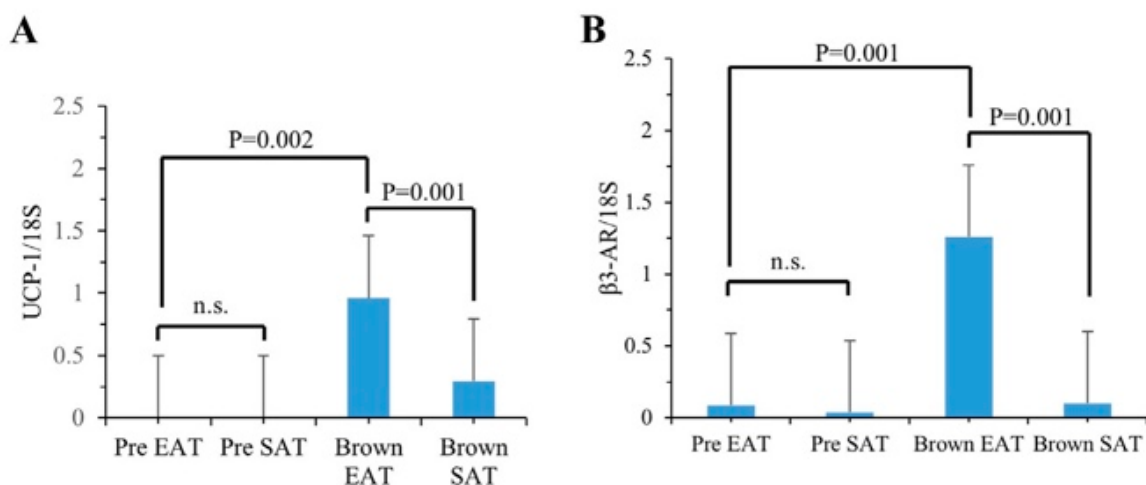 A
UCP-1/18S
2.5
2
1.5
1
0.5
0
P=0.002
P=0.001
n.s.
Pre EAT
Pre SAT
Brown
EAT
Brown
SAT
B
β3-AR/18S
2.5
2
1.5
1
0.5
0
P=0.001
P=0.001
n.s.
Pre EAT
Pre SAT
Brown EAT
Brown SAT